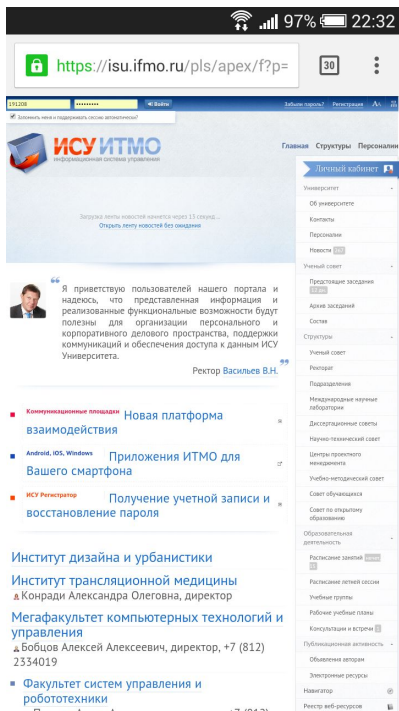 97% 22:32
https://isu.ifmo.ru/pls/apex/f?p=
30
191208 Войти Забыли пароль? Регистрация
Запомнить меня и поддерживать сессию автоматически?
ИСУ ИТМО
информационная система управления
Главная Структуры Персоналии
Личный кабинет
Университет
Об университете
Контакты
Персоналии
Новости
Ученый совет
Предстоящие заседания
Архив заседаний
Состав
Структуры
Ученый совет
Ректорат
Подразделения
Международные научные
лаборатории
Диссертационные советы
Научно-технический совет
Центры проектного
менеджмента
Учебно-методический совет
Совет обучающихся
Совет по открытому
образованию
Образовательная
деятельность
Расписание занятий
Расписание летней сессии
Учебные группы
Рабочие учебные планы
Консультации и встречи
Публикационная активность
Объявления авторам
Электронные ресурсы
Навигатор
Реестр веб-ресурсов
Загрузка ленты новостей начнется через 13 секунд...
Открыть ленту новостей без ожидания
Я приветствую пользователей нашего портала и
надеюсь, что представленная информация и
реализованные функциональные возможности будут
полезны для организации персонального и
корпоративного делового пространства, поддержки
коммуникаций и обеспечения доступа к данным ИСУ
Университета.
Ректор Васильев В.Н.
Коммуникационные площадки Новая платформа
взаимодействия
Android, iOS, Windows Приложения ИТМО для
Вашего смартфона
ИСУ Регистратор Получение учетной записи и
восстановление пароля
Институт дизайна и урбанистики
Институт трансляционной медицины
Конради Александра Олеговна, директор
Мегафакультет компьютерных технологий и
управления
Бобцов Алексей Алексеевич, директор, +7 (812)
2334019
Факультет систем управления и
робототехники